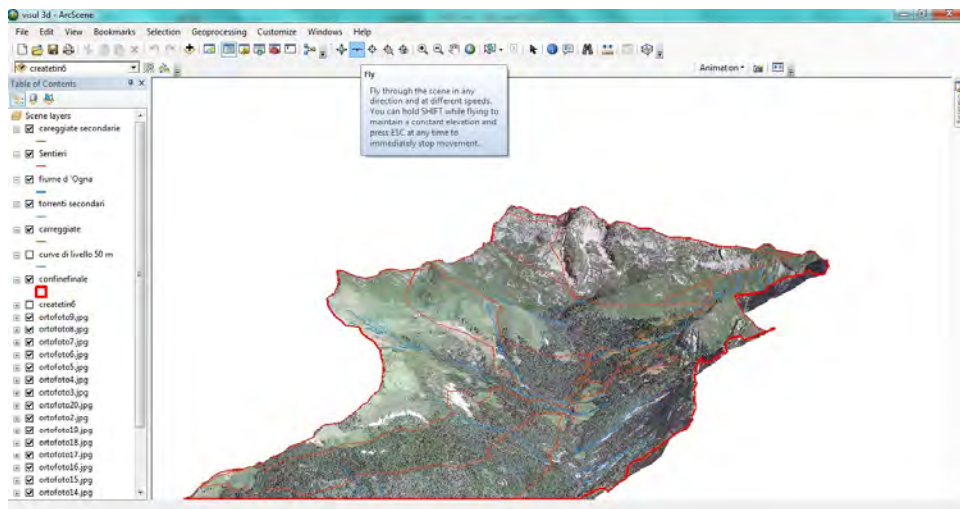 visul 3d - ArcScene
File Edit View Bookmarks Selection Geoprocessing Customize Windows Help
createtin6
Animation
Fly
Fly through the scene in any
direction and at different speeds.
You can hold SHIFT while flying to
maintain a constant elevation and
press ESC at any time to
immediately stop movement.
Table of Contents
Scene layers
careggiate secondarie
Sentieri
fiume d 'Ogna
torrenti secondari
carreggiate
curve di livello 50 m
confinefinale
createtin6
ortofoto9.jpg
ortofoto8.jpg
ortofoto7.jpg
ortofoto6.jpg
ortofoto5.jpg
ortofoto4.jpg
ortofoto3.jpg
ortofoto20.jpg
ortofoto2.jpg
ortofoto19.jpg
ortofoto18.jpg
ortofoto17.jpg
ortofoto16.jpg
ortofoto15.jpg
ortofoto14.jpg